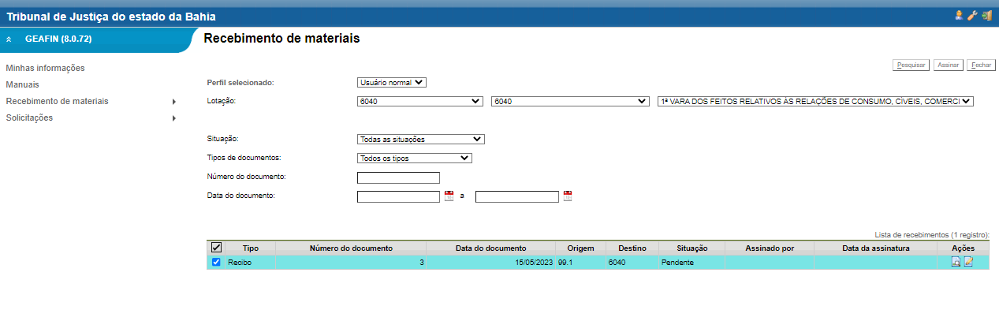 Tribunal de Justiça do estado da Bahia
GEAFIN (8.0.72)
Recebimento de materiais
Minhas informações
Manuais
Recebimento de materiais
Solicitações
Pesquisar Assinar Fechar
Perfil selecionado: Usuário normal
Lotação: 6040 6040 1ª VARA DOS FEITOS RELATIVOS ÀS RELAÇÕES DE CONSUMO, CÍVEIS, COMERCI
Situação: Todas as situações
Tipos de documentos: Todos os tipos
Número do documento:
Data do documento: a
Lista de recebimentos (1 registro):
Tipo Número do documento Data do documento Origem Destino Situação Assinado por Data da assinatura Ações
Recibo 3 15/05/2023 99.1 6040 Pendente